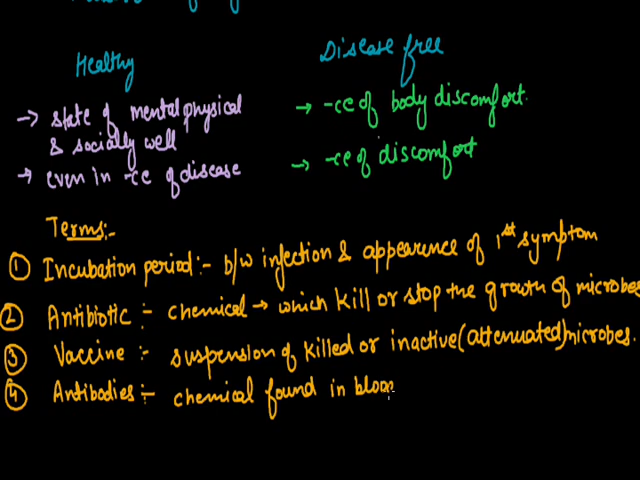 Healthy
Disease free
→ state of mental physical
& socially well
→ even in -ce of disease
→ -ce of body discomfort.
→ -ce of discomfort
Terms:-
① Incubation period:- b/w infection & appearance of 1st symptom
② Antibiotic :- chemical → which kill or stop the growth of microbes
③ Vaccine :- suspension of killed or inactive (attenuated) microbes.
④ Antibodies :- chemical found in bloo